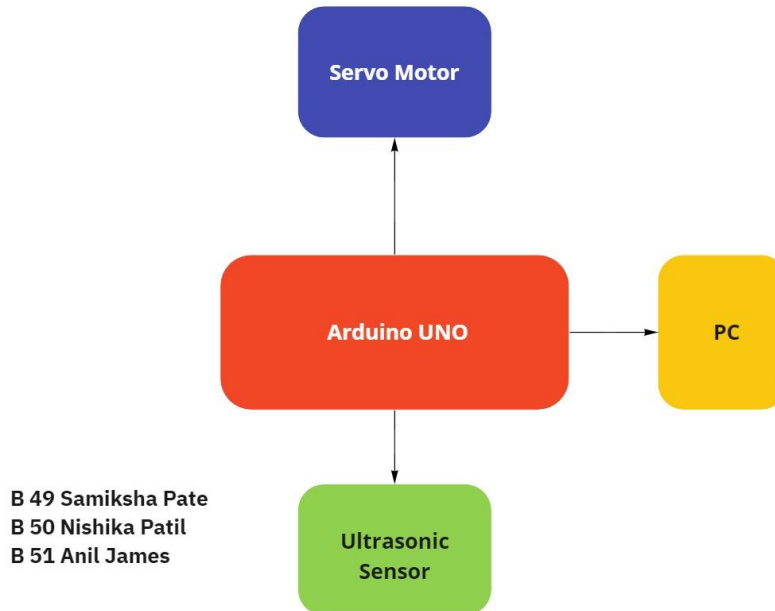 Servo Motor
Arduino UNO
PC
B 49 Samiksha Pate
B 50 Nishika Patil
B 51 Anil James
Ultrasonic
Sensor